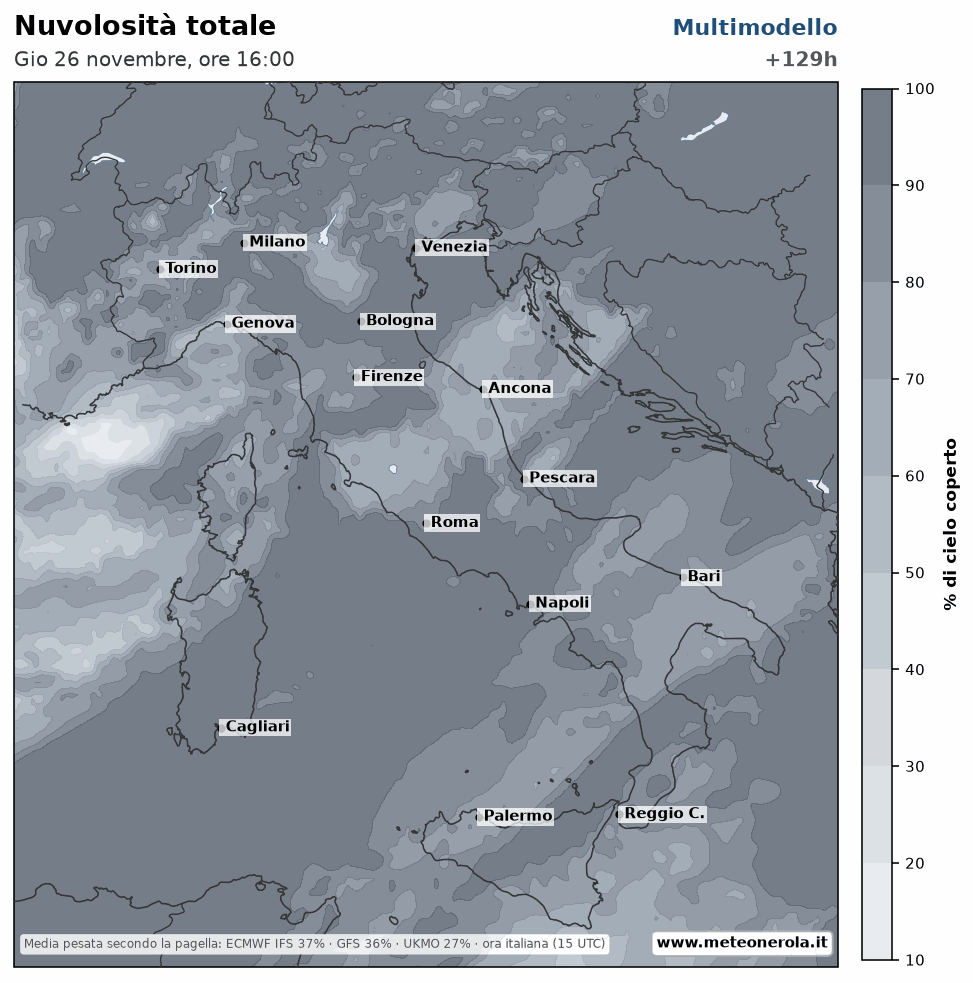 Nuvolosità totale
Multimodello
Gio 26 novembre, ore 16:00
+129h
100
90
80
70
60
50
40
30
20
10
% di cielo coperto
Milano
Venezia
Torino
Genova
Bologna
Firenze
Ancona
Pescara
Roma
Bari
Napoli
Cagliari
Palermo
Reggio C.
Media pesata secondo la pagella: ECMWF IFS 37% · GFS 36% · UKMO 27% · ora italiana (15 UTC)
www.meteonerola.it